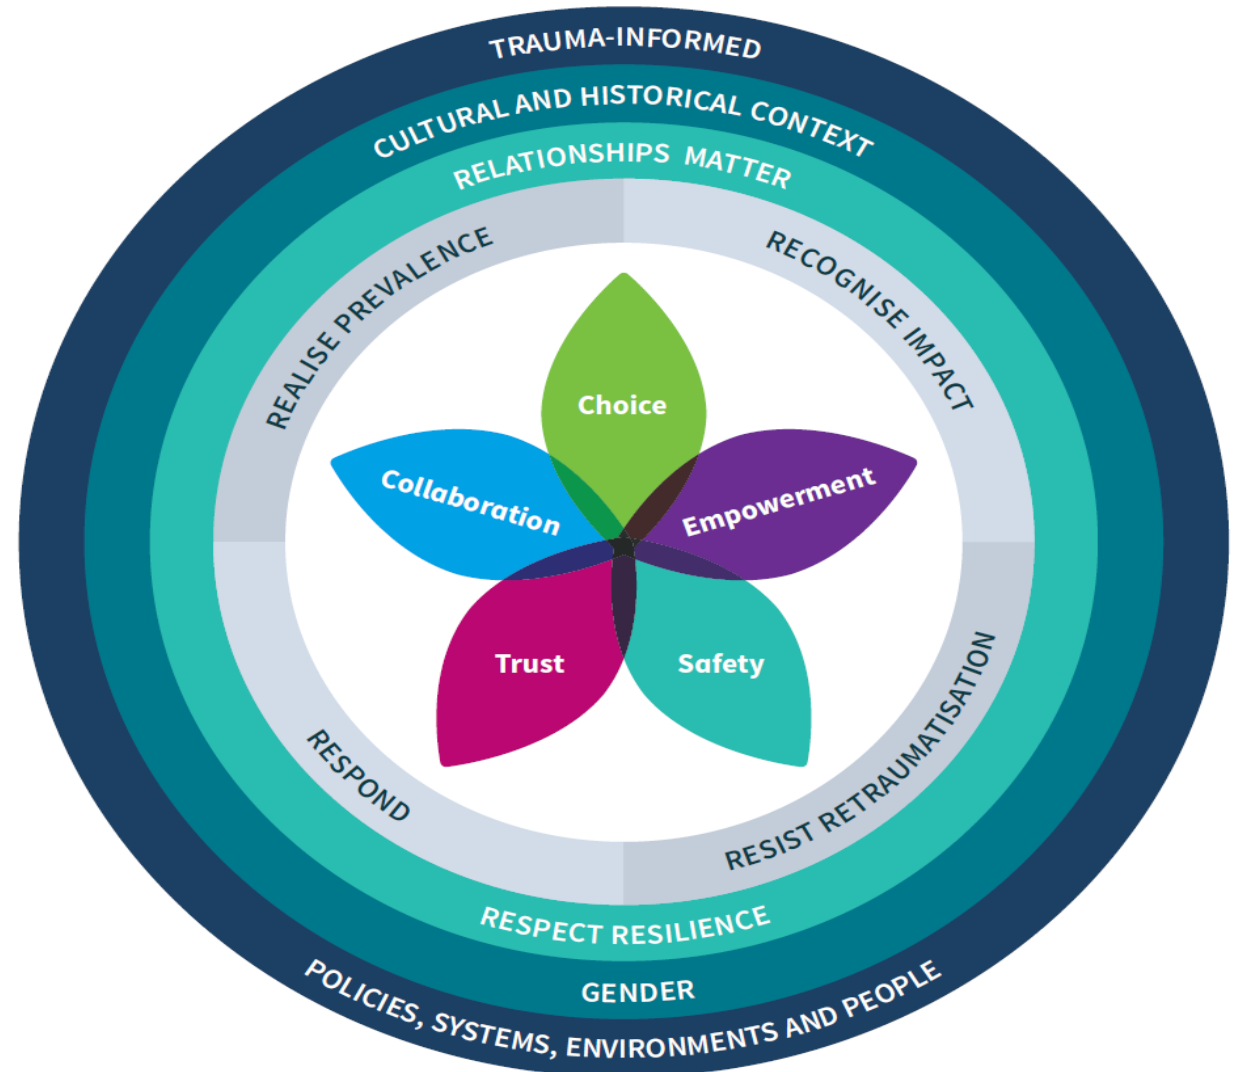 TRAUMA-INFORMED
CULTURAL AND HISTORICAL CONTEXT
RELATIONSHIPS MATTER
REALISE PREVALENCE
RECOGNISE IMPACT
Choice
Collaboration
Empowerment
Trust
Safety
RESPOND
RESIST RETRAUMATISATION
RESPECT RESILIENCE
GENDER
POLICIES, SYSTEMS, ENVIRONMENTS AND PEOPLE